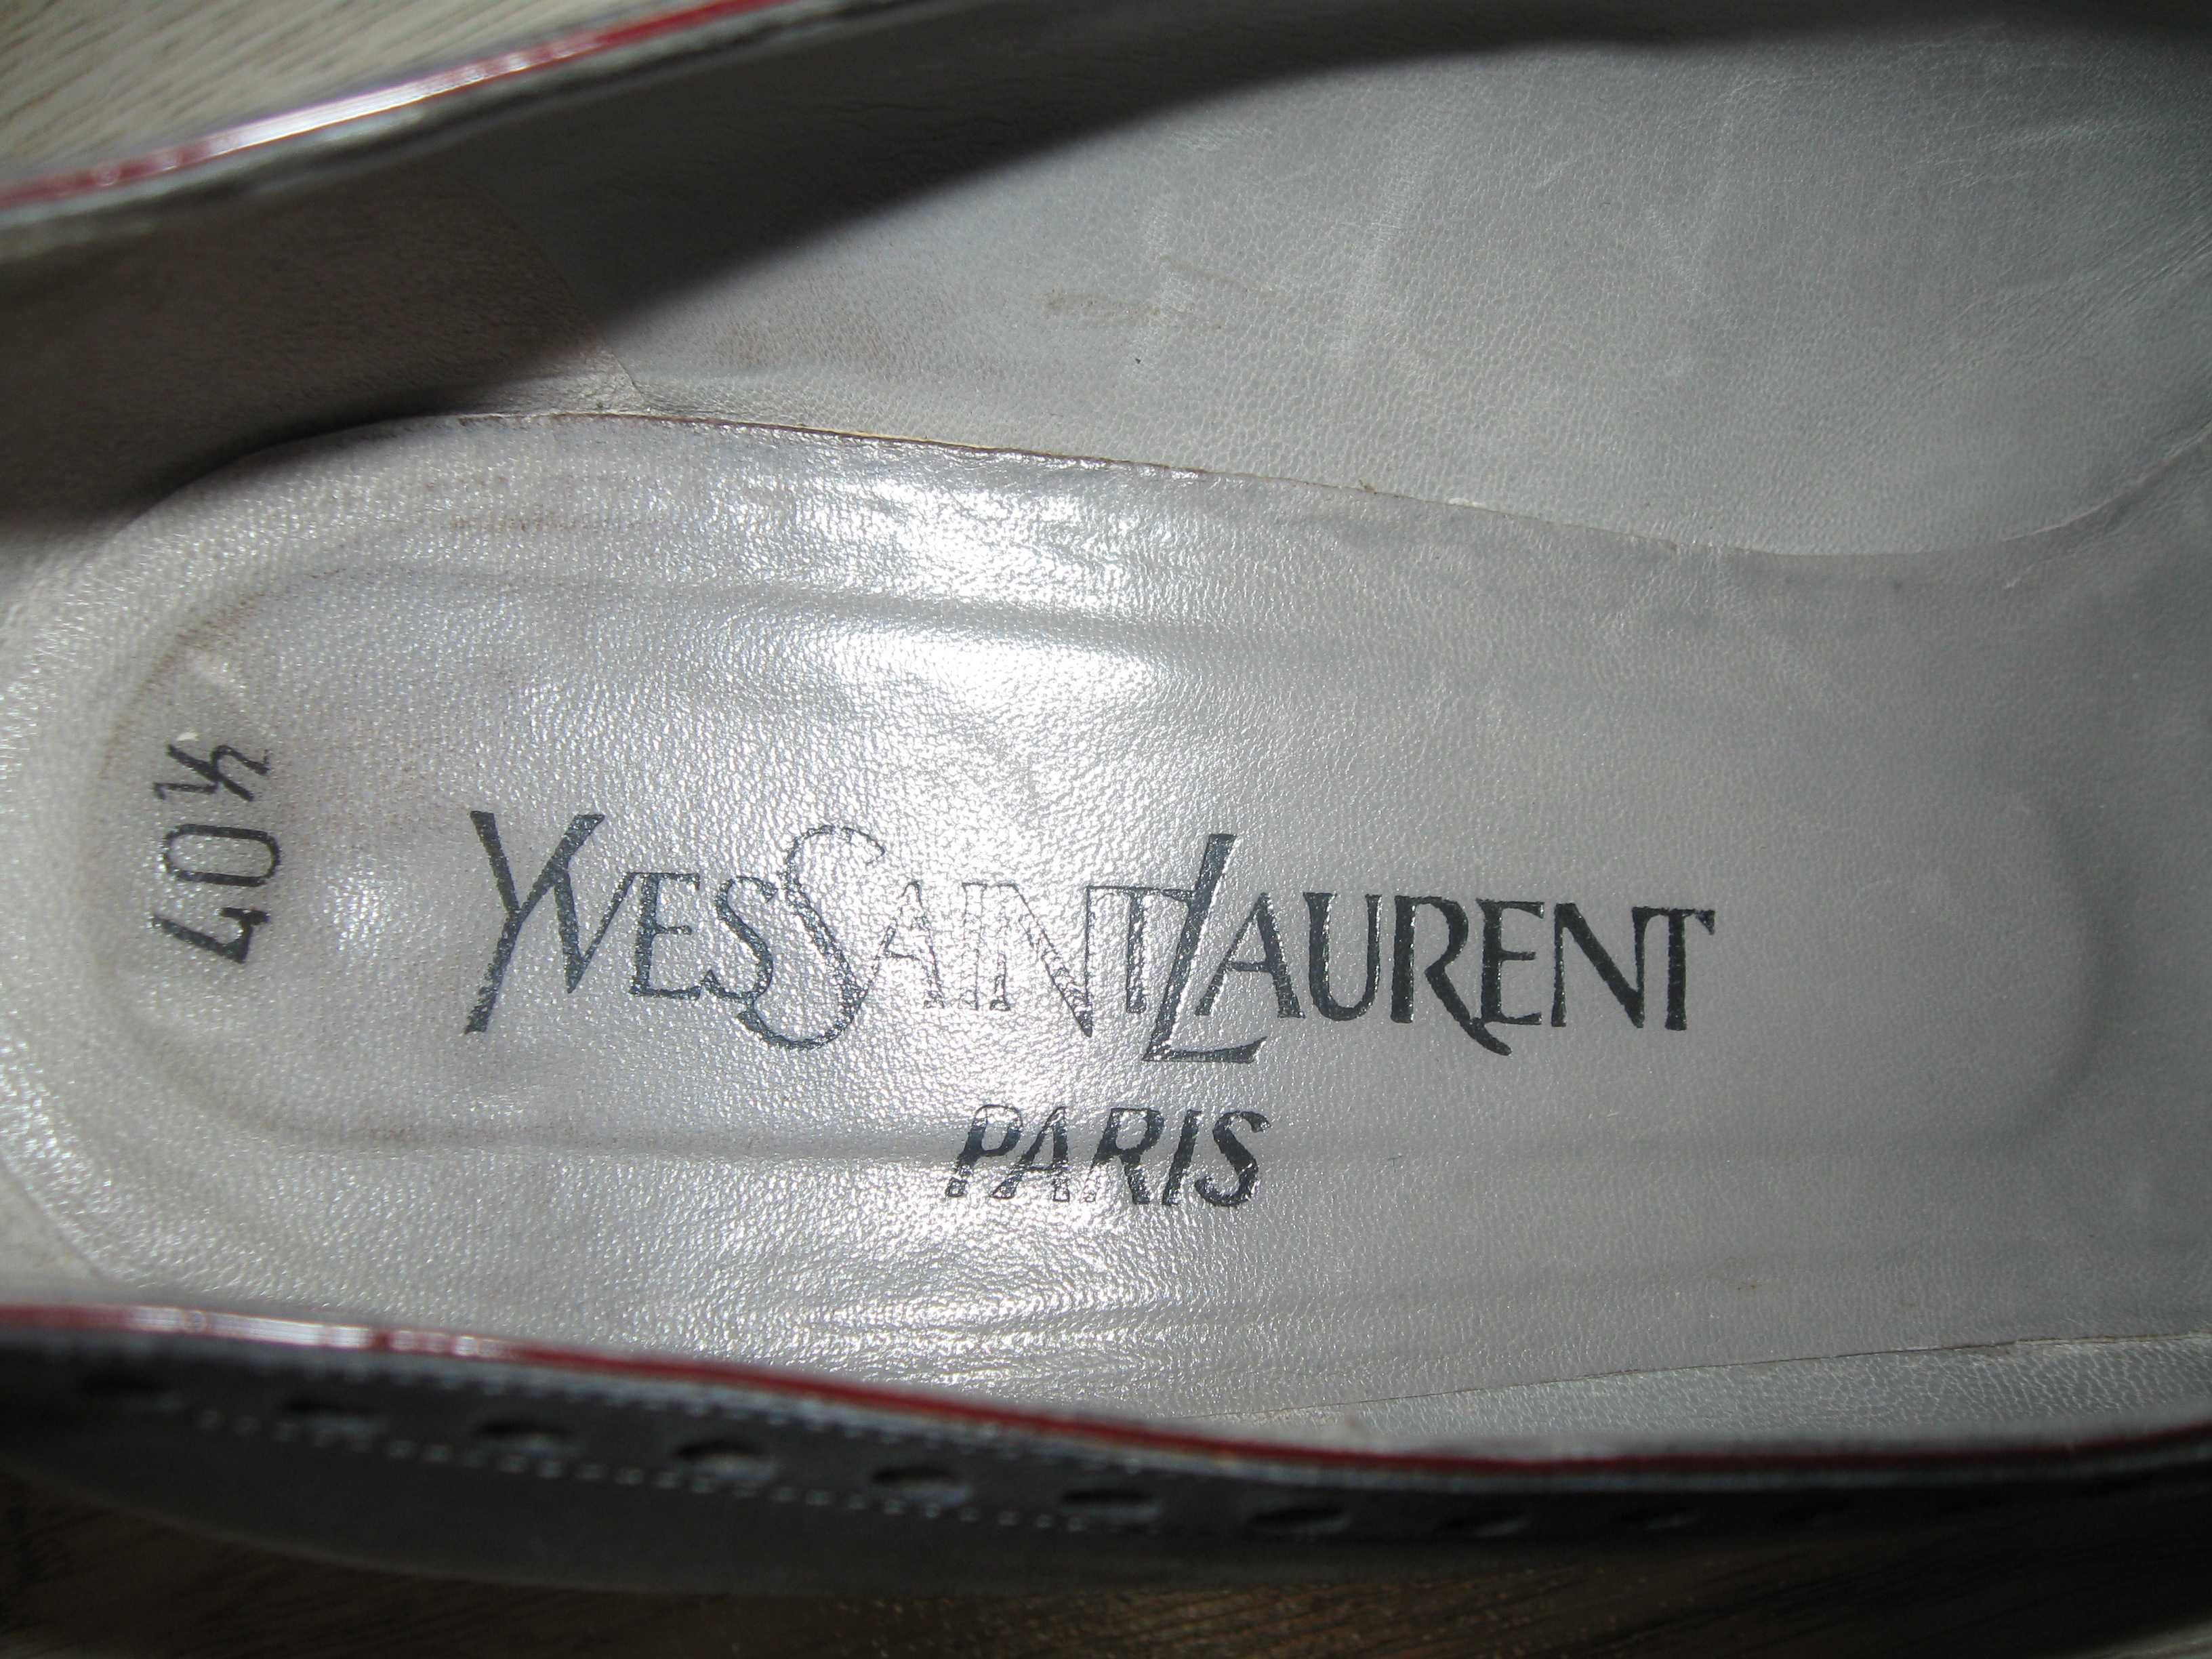 40½
YVES SAINT LAURENT
PARIS